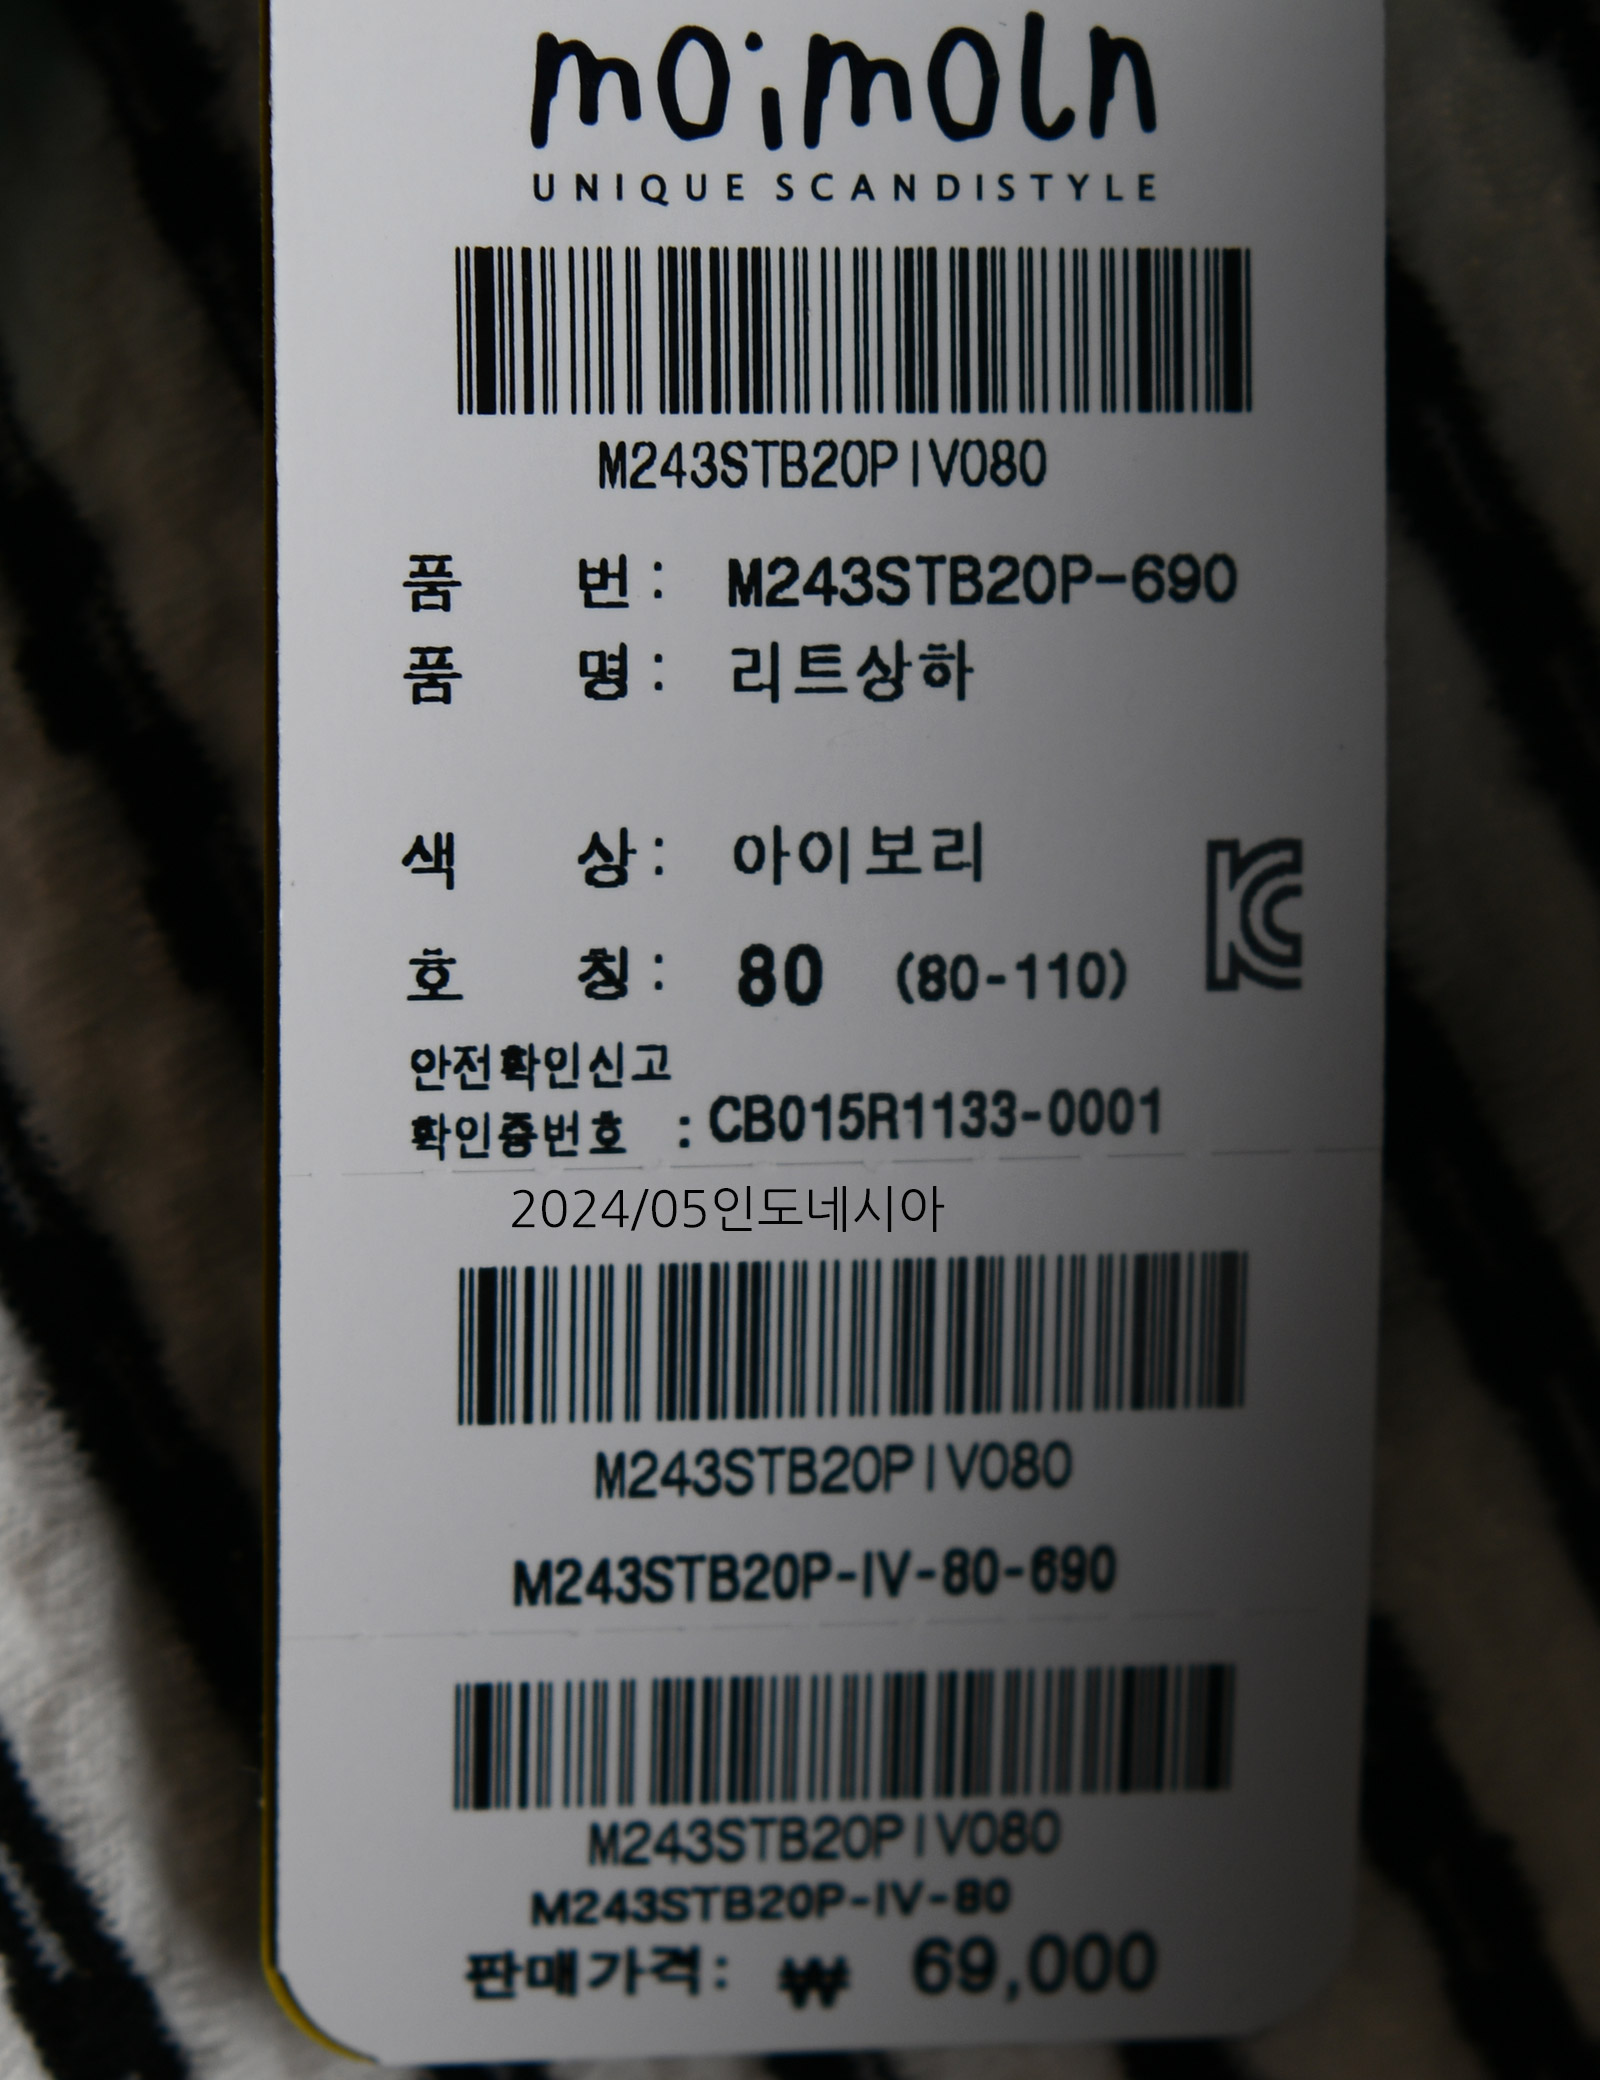 moimoln
UNIQUE SCANDISTYLE
M243STB20PIV080
품 번: M243STB20P-690
품 명: 리트상하
색 상: 아이보리
호 칭: 80 (80-110)
안전확인신고
확인증번호 : CB015R1133-0001
2024/05인도네시아
M243STB20PIV080
M243STB20P-IV-80-690
M243STB20PIV080
M243STB20P-IV-80
판매가격: ₩ 69,000